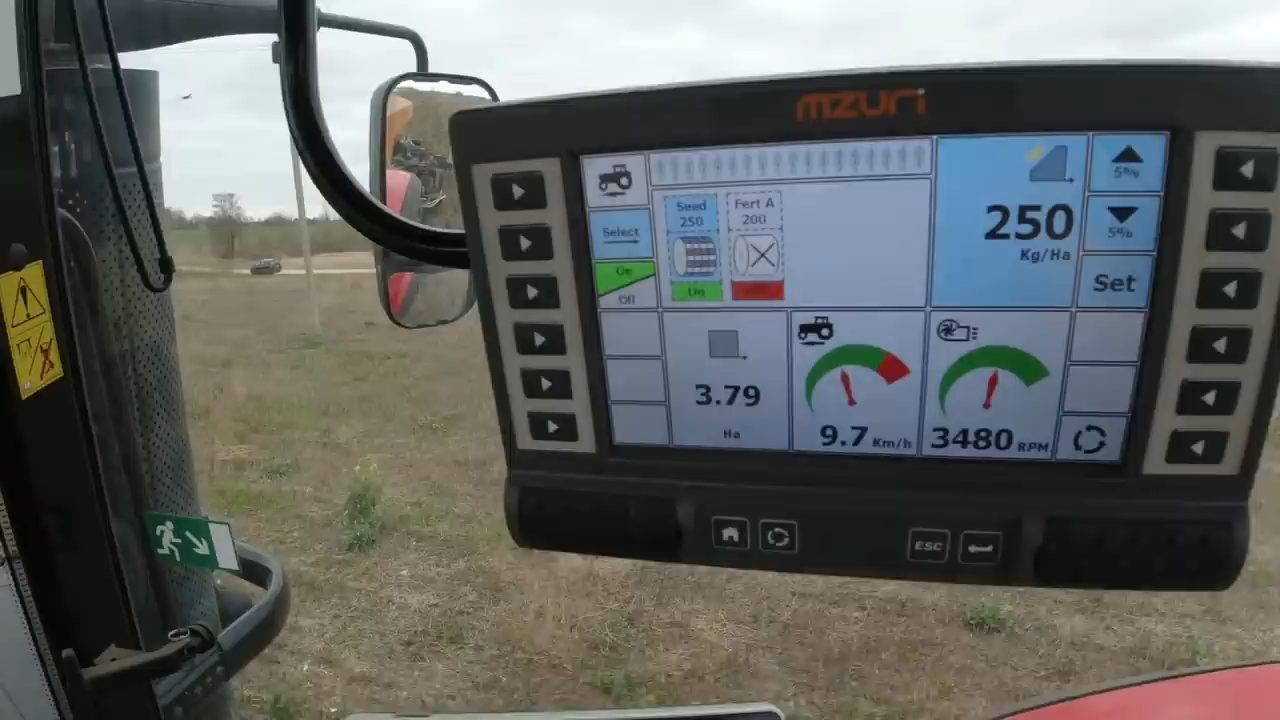 mzuri
Seed
250
Fert A
200
Select
On
Off
On
250
Kg/Ha
5%
5%
Set
3.79
Ha
9.7 Km/h
3480 RPM
ESC